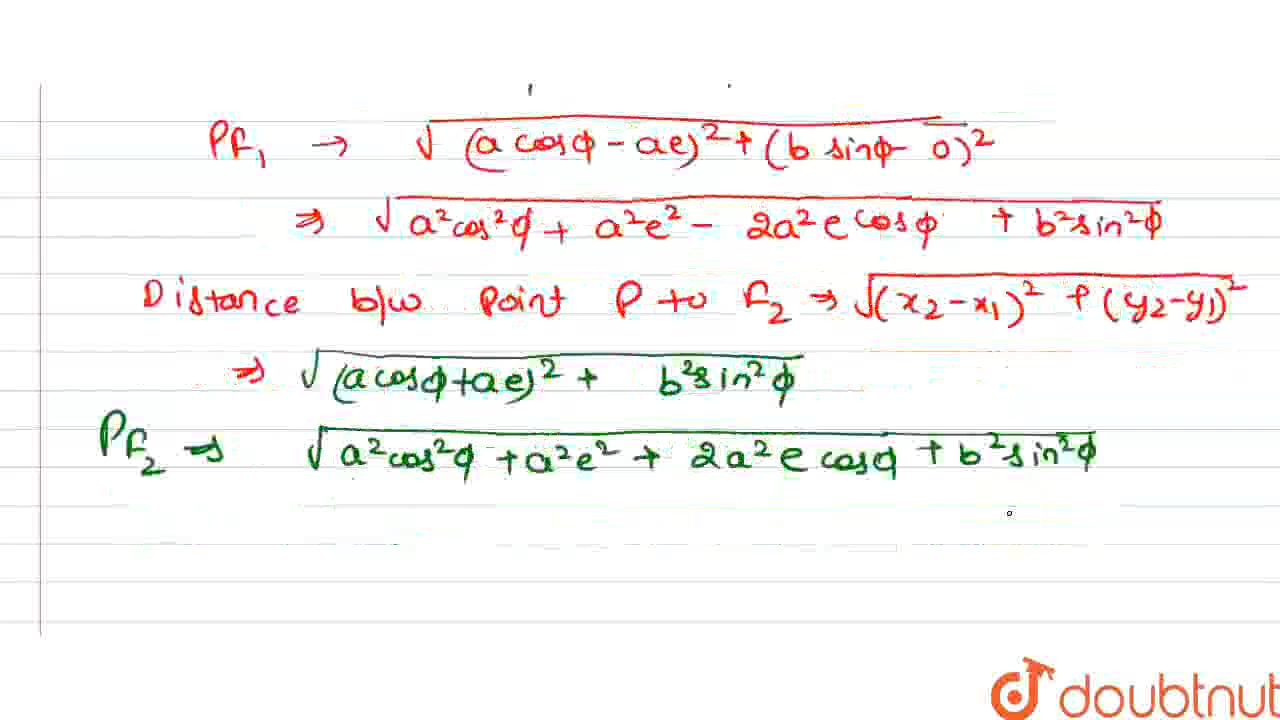 PF₁ → √(a cosφ - ae)² + (b sinφ - 0)²
⇒ √a²cos²φ + a²e² - 2a²e cosφ + b²sin²φ
Distance b/w Point P to F₂ ⇒ √(x₂-x₁)² + (y₂-y₁)²
⇒ √(a cosφ + ae)² + b²sin²φ
PF₂ ⇒ √a²cos²φ + a²e² + 2a²e cosφ + b²sin²φ
doubtnut